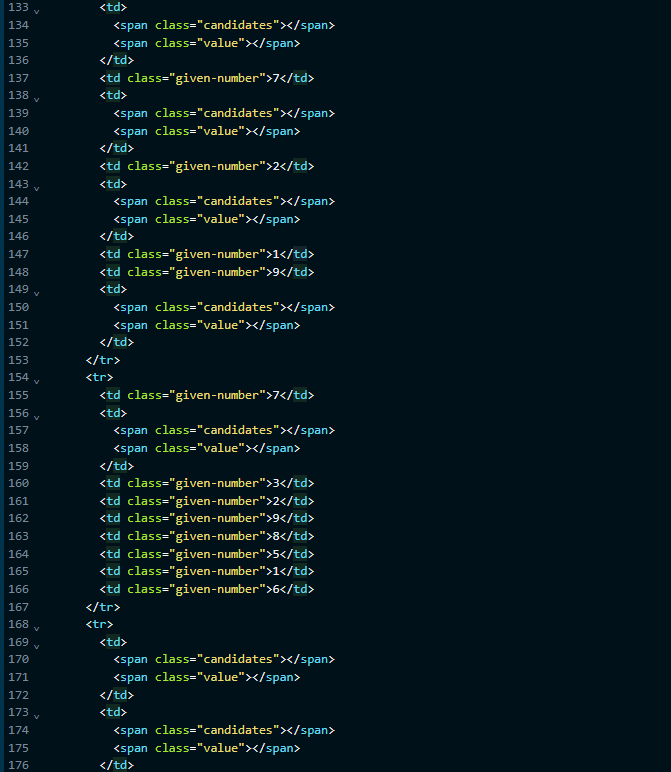 133 <td>
134 <span class="candidates"></span>
135 <span class="value"></span>
136 </td>
137 <td class="given-number">7</td>
138 <td>
139 <span class="candidates"></span>
140 <span class="value"></span>
141 </td>
142 <td class="given-number">2</td>
143 <td>
144 <span class="candidates"></span>
145 <span class="value"></span>
146 </td>
147 <td class="given-number">1</td>
148 <td class="given-number">9</td>
149 <td>
150 <span class="candidates"></span>
151 <span class="value"></span>
152 </td>
153 </tr>
154 <tr>
155 <td class="given-number">7</td>
156 <td>
157 <span class="candidates"></span>
158 <span class="value"></span>
159 </td>
160 <td class="given-number">3</td>
161 <td class="given-number">2</td>
162 <td class="given-number">9</td>
163 <td class="given-number">8</td>
164 <td class="given-number">5</td>
165 <td class="given-number">1</td>
166 <td class="given-number">6</td>
167 </tr>
168 <tr>
169 <td>
170 <span class="candidates"></span>
171 <span class="value"></span>
172 </td>
173 <td>
174 <span class="candidates"></span>
175 <span class="value"></span>
176 </td>